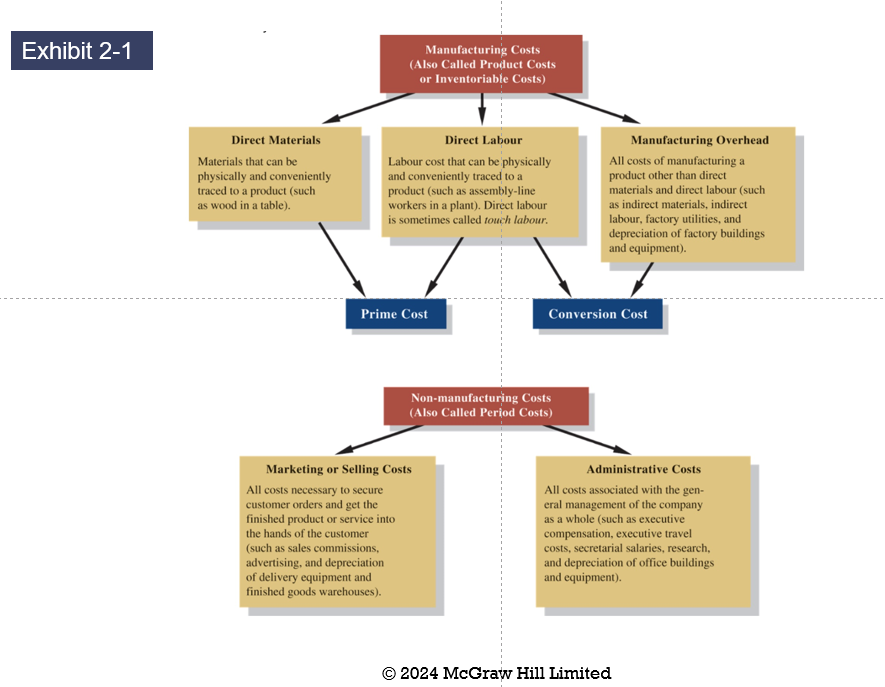 Exhibit 2-1
Manufacturing Costs
(Also Called Product Costs
or Inventoriable Costs)
Direct Materials
Materials that can be
physically and conveniently
traced to a product (such
as wood in a table).
Direct Labour
Labour cost that can be physically
and conveniently traced to a
product (such as assembly-line
workers in a plant). Direct labour
is sometimes called touch labour.
Manufacturing Overhead
All costs of manufacturing a
product other than direct
materials and direct labour (such
as indirect materials, indirect
labour, factory utilities, and
depreciation of factory buildings
and equipment).
Prime Cost
Conversion Cost
Non-manufacturing Costs
(Also Called Period Costs)
Marketing or Selling Costs
All costs necessary to secure
customer orders and get the
finished product or service into
the hands of the customer
(such as sales commissions,
advertising, and depreciation
of delivery equipment and
finished goods warehouses).
Administrative Costs
All costs associated with the gen-
eral management of the company
as a whole (such as executive
compensation, executive travel
costs, secretarial salaries, research,
and depreciation of office buildings
and equipment).
© 2024 McGraw Hill Limited